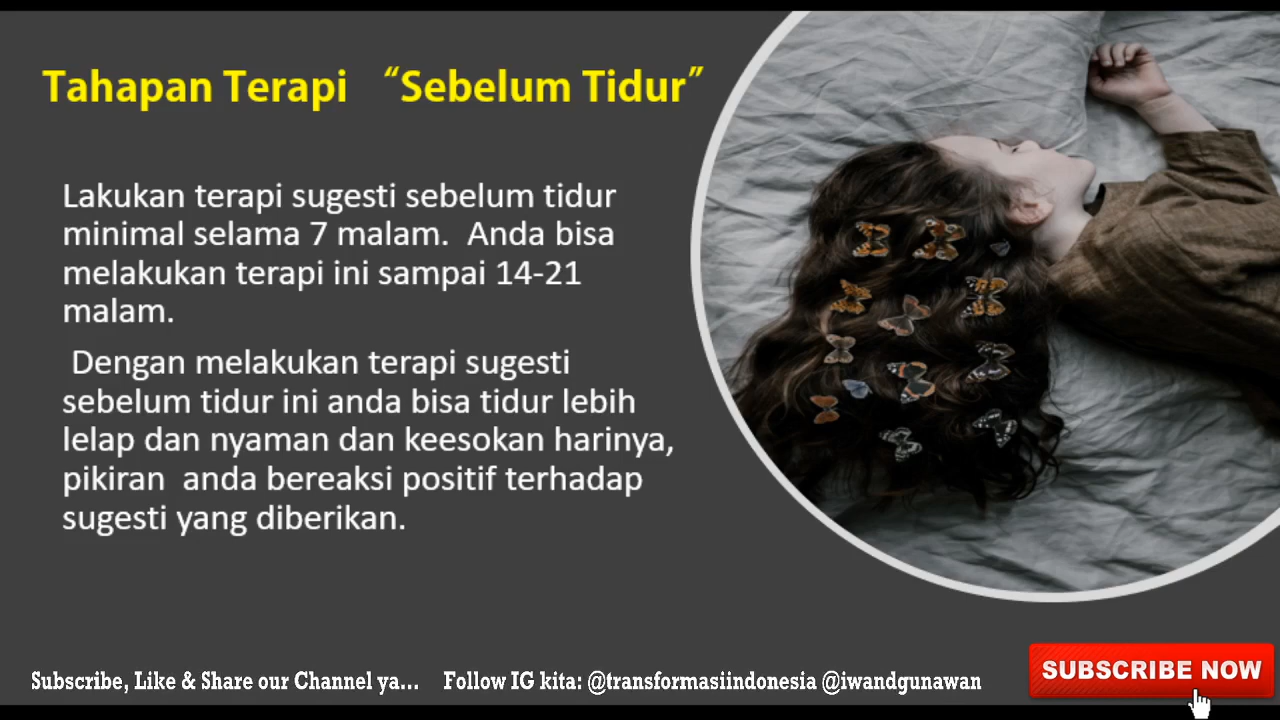 Tahapan Terapi “Sebelum Tidur”
Lakukan terapi sugesti sebelum tidur
minimal selama 7 malam. Anda bisa
melakukan terapi ini sampai 14-21
malam.
Dengan melakukan terapi sugesti
sebelum tidur ini anda bisa tidur lebih
lelap dan nyaman dan keesokan harinya,
pikiran anda bereaksi positif terhadap
sugesti yang diberikan.
Subscribe, Like & Share our Channel ya... Follow IG kita: @transformasiindonesia @iwandgunawan
SUBSCRIBE NOW